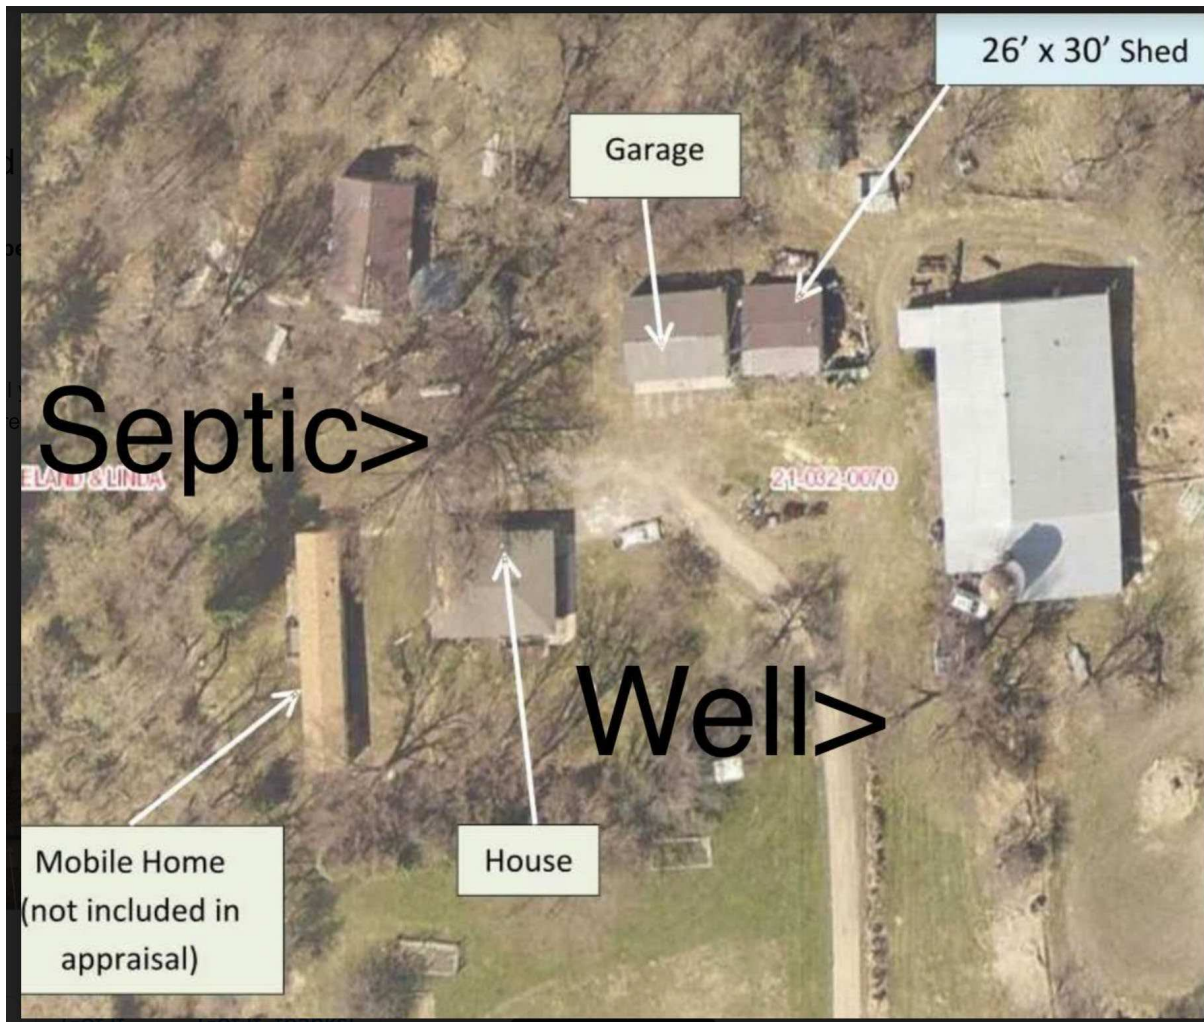 26' x 30' Shed
Garage
Septic>
ELAND & LINDA
21-032-0070
Well>
House
Mobile Home
(not included in
appraisal)